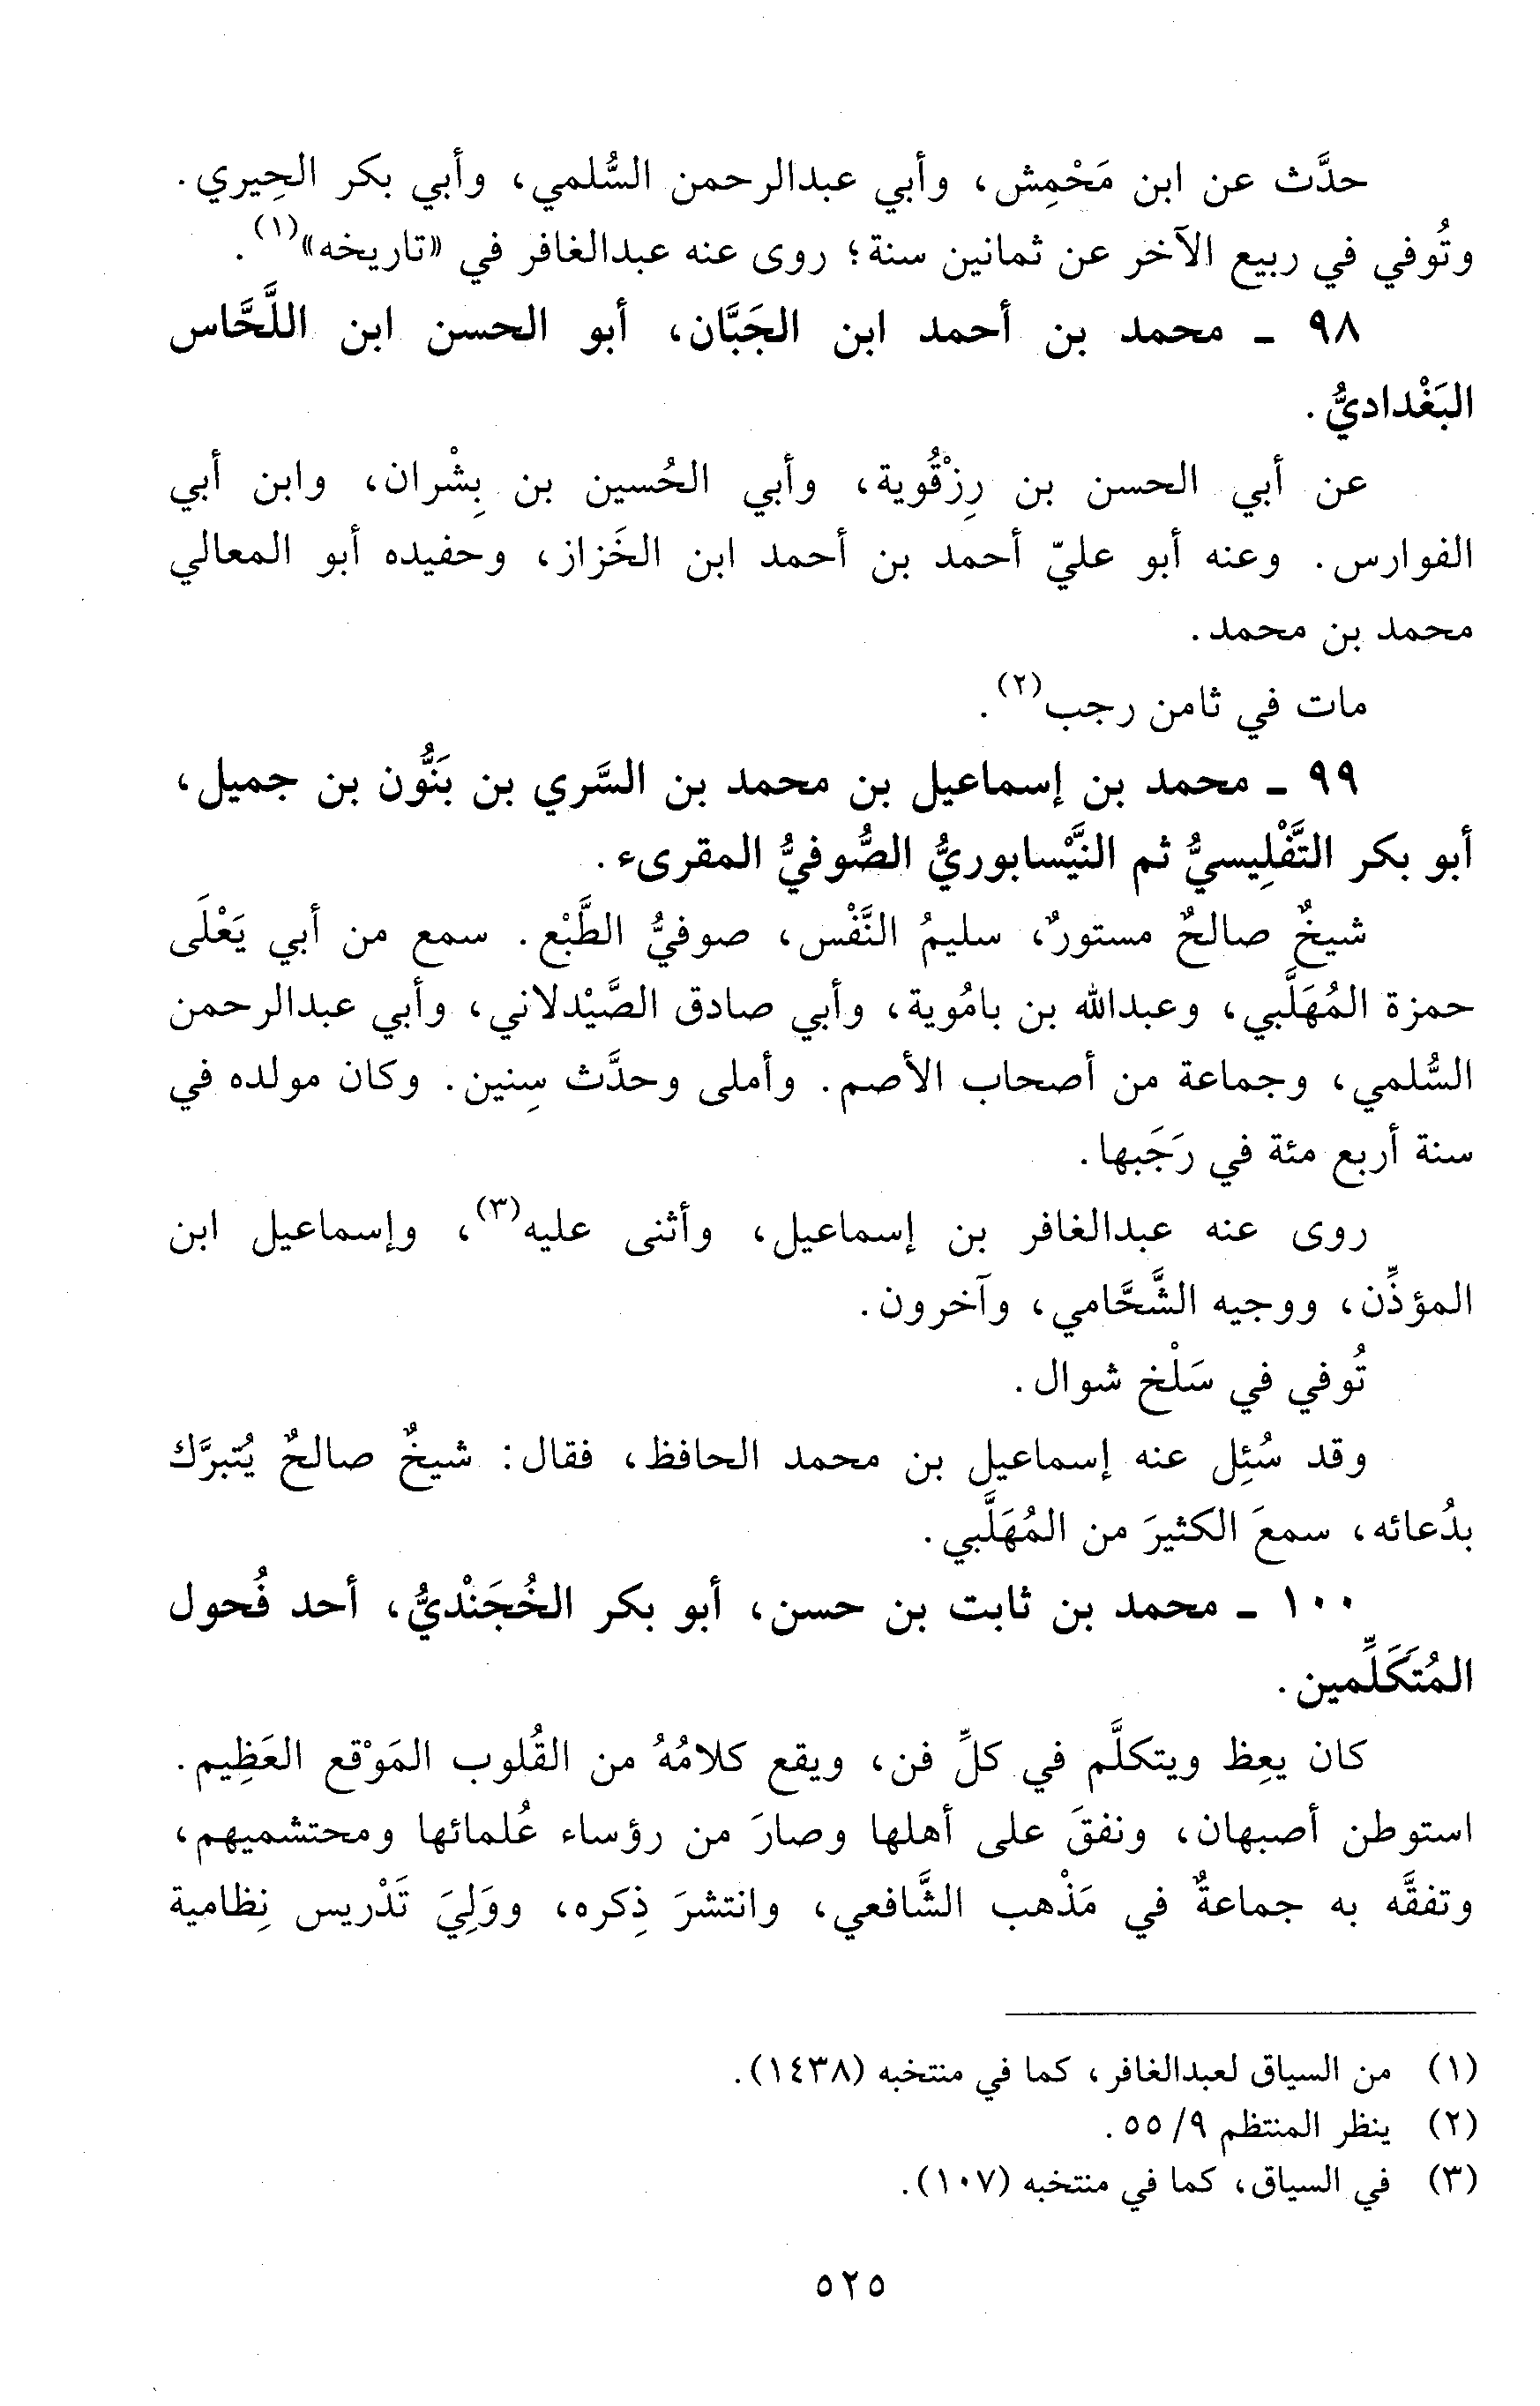 حدَّث عن ابن مَحْمِش، وأبي عبدالرحمن السُّلمي، وأبي بكر الحِيري.
وتُوفي في ربيع الآخر عن ثمانين سنة؛ روى عنه عبدالغافر في «تاريخه»(١).
٩٨ ـ محمد بن أحمد ابن الجَبَّان، أبو الحسن ابن اللَّحَّاس
البَغْداديُّ.
عن أبي الحسن بن رِزْقُوية، وأبي الحُسين بن بِشْران، وابن أبي
الفوارس. وعنه أبو عليّ أحمد بن أحمد ابن الخَزاز، وحفيده أبو المعالي
محمد بن محمد.
مات في ثامن رجب(٢).
٩٩ ـ محمد بن إسماعيل بن محمد بن السَّري بن بَنُّون بن جميل،
أبو بكر التَّفْلِيسيُّ ثم النَّيْسابوريُّ الصُّوفيُّ المقرىء.
شيخٌ صالحٌ مستورٌ، سليمُ النَّفْس، صوفيُّ الطَّبْع. سمع من أبي يَعْلَى
حمزة المُهَلَّبي، وعبدالله بن بامُوية، وأبي صادق الصَّيْدلاني، وأبي عبدالرحمن
السُّلمي، وجماعة من أصحاب الأصم. وأملى وحدَّث سِنين. وكان مولده في
سنة أربع مئة في رَجَبها.
روى عنه عبدالغافر بن إسماعيل، وأثنى عليه(٣)، وإسماعيل ابن
المؤذِّن، ووجيه الشَّحَّامي، وآخرون.
تُوفي في سَلْخ شوال.
وقد سُئِل عنه إسماعيل بن محمد الحافظ، فقال: شيخٌ صالحٌ يُتبرَّك
بدُعائه، سمعَ الكثيرَ من المُهَلَّبي.
١٠٠ ـ محمد بن ثابت بن حسن، أبو بكر الخُجَنْديُّ، أحد فُحول
المُتَكَلِّمين.
كان يعِظ ويتكلَّم في كلِّ فن، ويقع كلامُهُ من القُلوب المَوْقع العَظِيم.
استوطن أصبهان، ونفقَ على أهلها وصارَ من رؤساء عُلمائها ومحتشميهم،
وتفقَّه به جماعةٌ في مَذْهب الشَّافعي، وانتشرَ ذِكره، ووَلِيَ تَدْريس نِظامية
(١) من السياق لعبدالغافر، كما في منتخبه (١٤٣٨).
(٢) ينظر المنتظم ٩/ ٥٥.
(٣) في السياق، كما في منتخبه (١٠٧).
٥٢٥